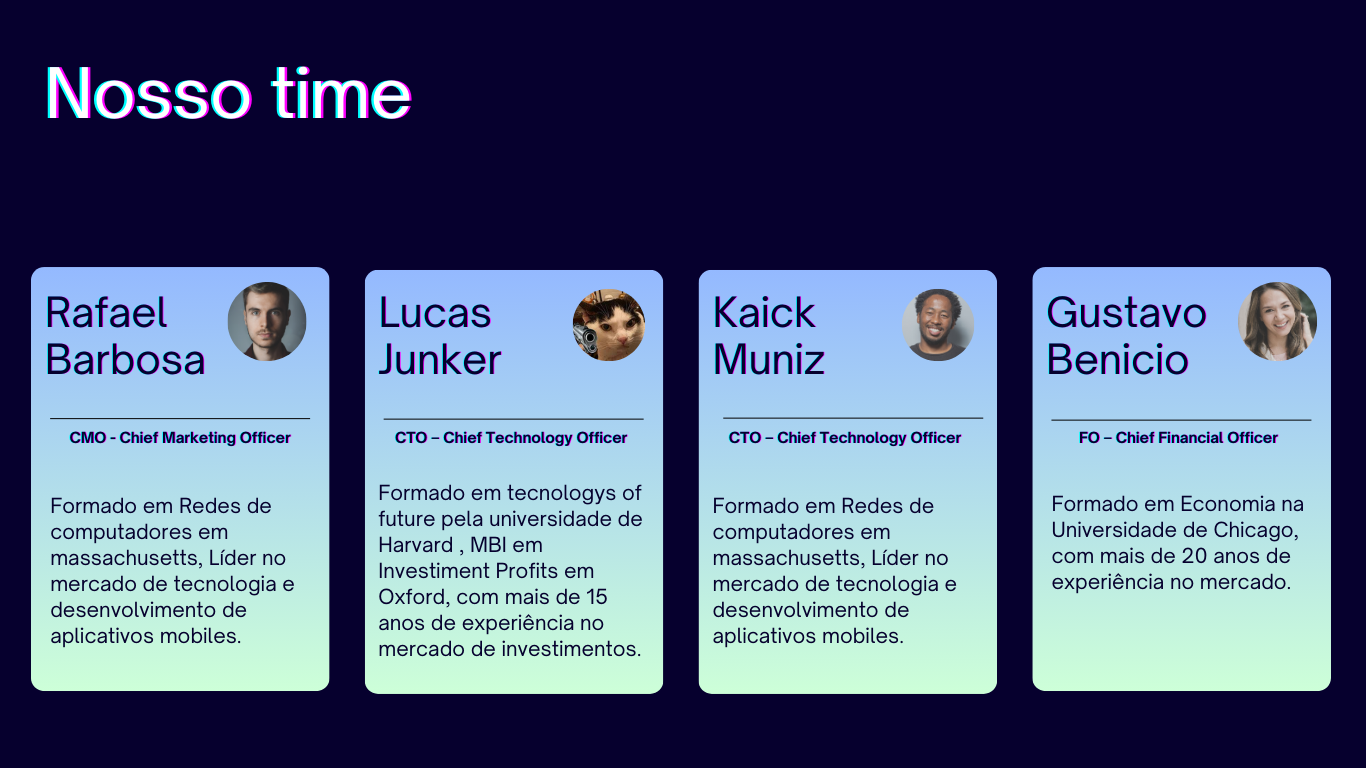 Nosso time
Rafael
Barbosa
CMO - Chief Marketing Officer
Formado em Redes de
computadores em
massachusetts, Líder no
mercado de tecnologia e
desenvolvimento de
aplicativos mobiles.
Lucas
Junker
CTO – Chief Technology Officer
Formado em tecnologys of
future pela universidade de
Harvard , MBI em
Investiment Profits em
Oxford, com mais de 15
anos de experiência no
mercado de investimentos.
Kaick
Muniz
CTO – Chief Technology Officer
Formado em Redes de
computadores em
massachusetts, Líder no
mercado de tecnologia e
desenvolvimento de
aplicativos mobiles.
Gustavo
Benicio
FO – Chief Financial Officer
Formado em Economia na
Universidade de Chicago,
com mais de 20 anos de
experiência no mercado.